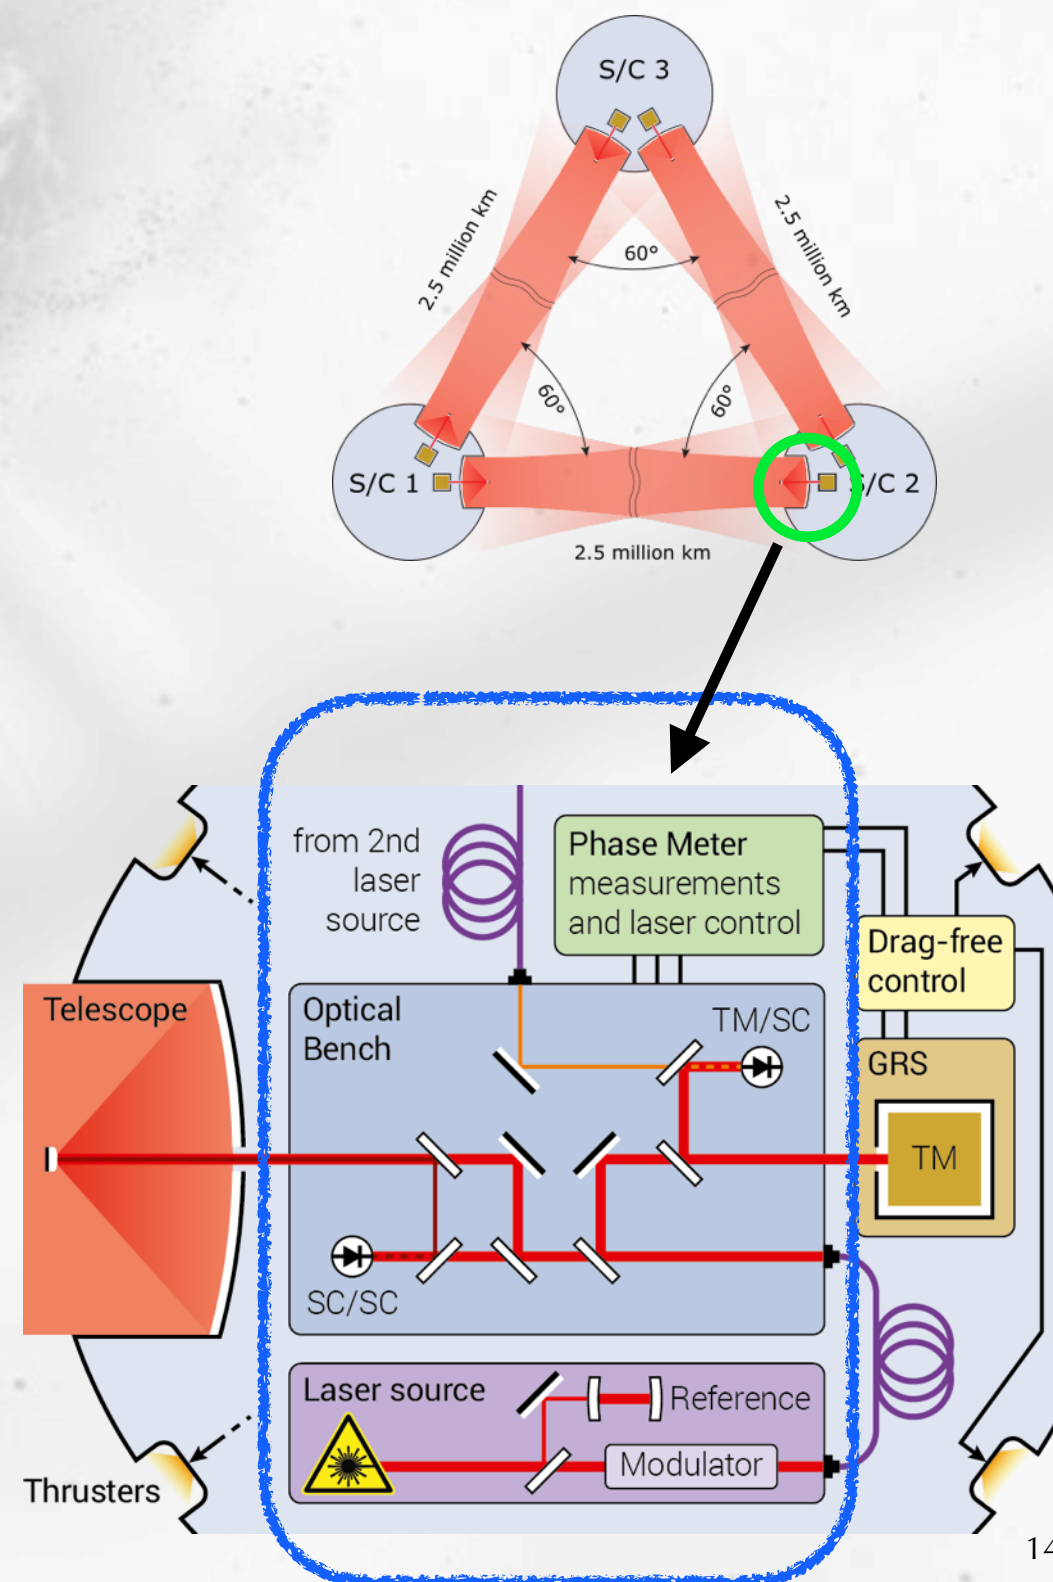 S/C 3
2.5 million km
2.5 million km
60°
60°
60°
S/C 1
S/C 2
2.5 million km
from 2nd
laser
source
Phase Meter
measurements
and laser control
Drag-free
control
Telescope
Optical
Bench
TM/SC
GRS
TM
SC/SC
Laser source
Reference
Modulator
Thrusters
14